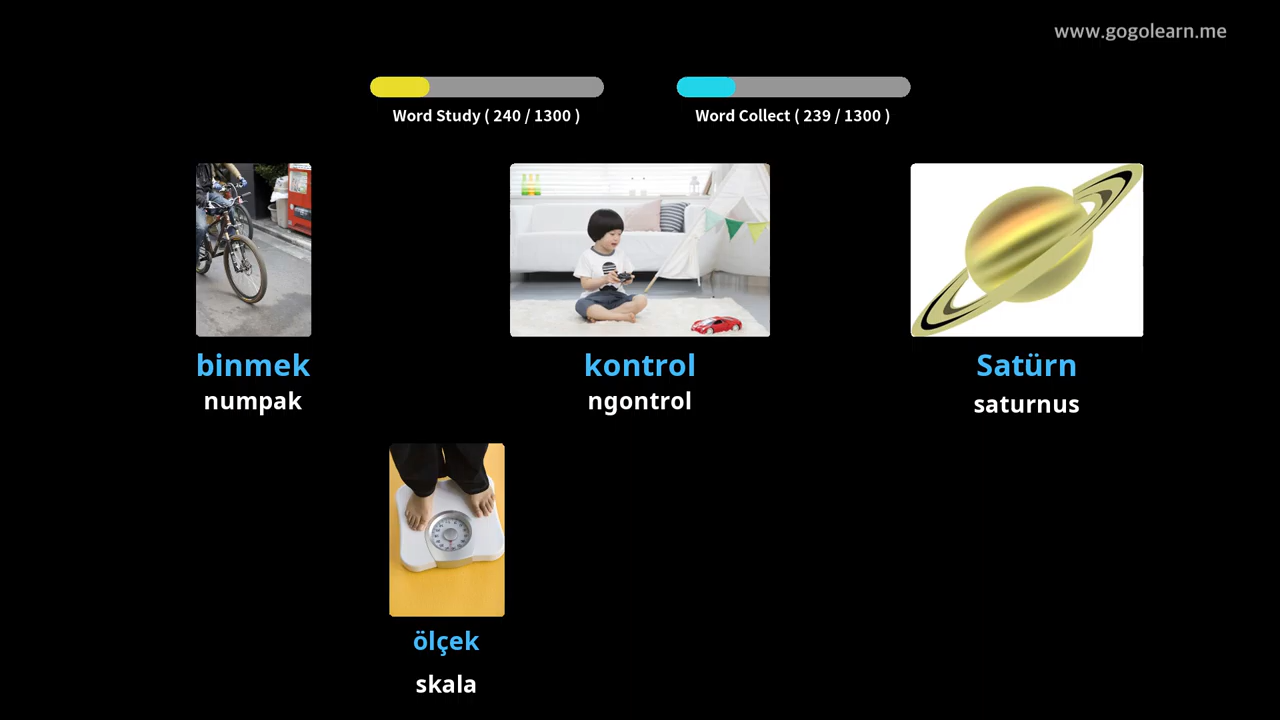 www.gogolearn.me
Word Study ( 240 / 1300 )
Word Collect ( 239 / 1300 )
binmek
numpak
kontrol
ngontrol
Satürn
saturnus
ölçek
skala